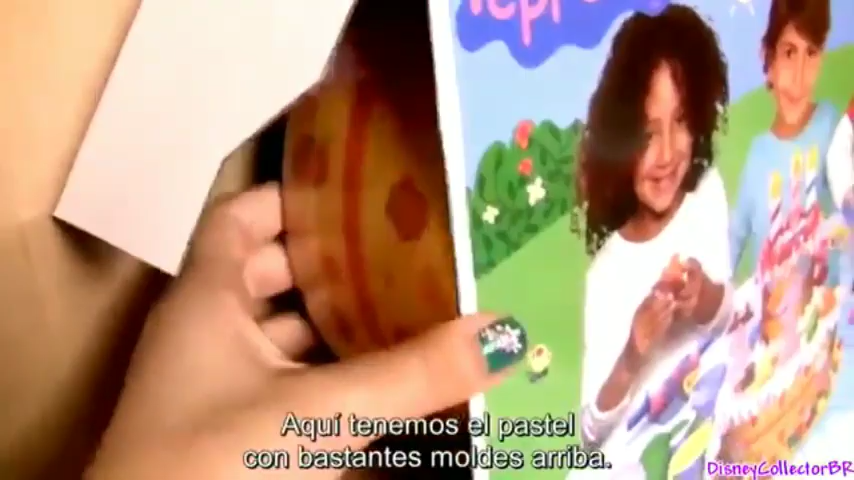 Aquí tenemos el pastel
con bastantes moldes arriba.
DisneyCollectorBR